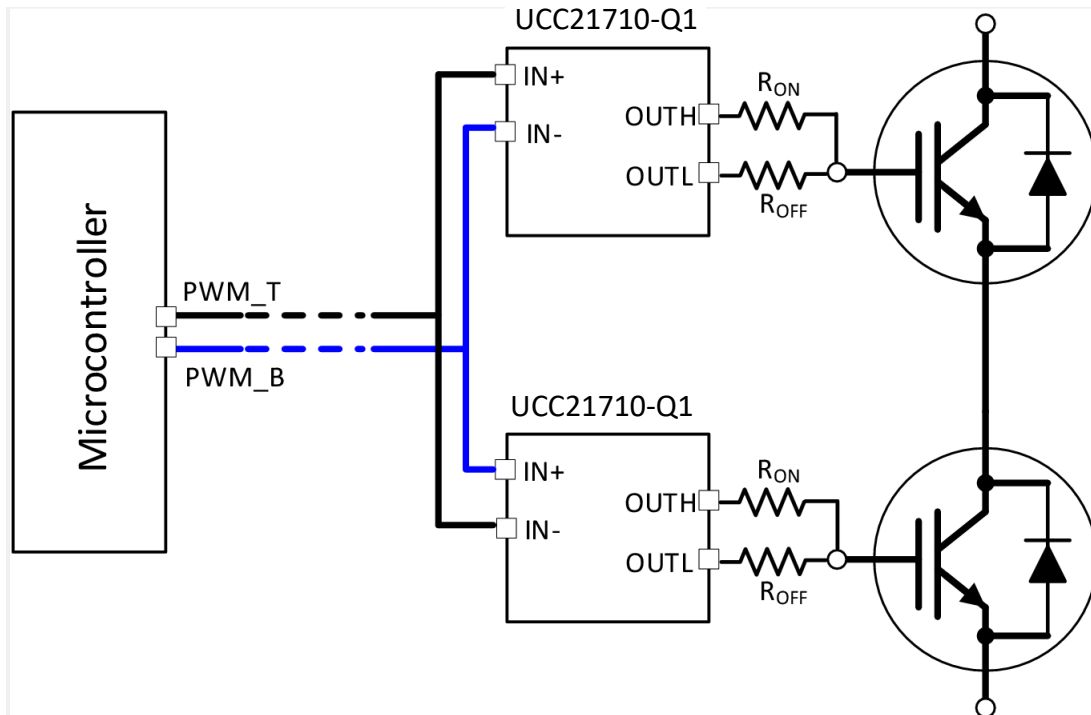 UCC21710-Q1
IN+
IN-
OUTH
OUTL
RON
ROFF
Microcontroller
PWM_T
PWM_B
UCC21710-Q1
IN+
IN-
OUTH
OUTL
RON
ROFF